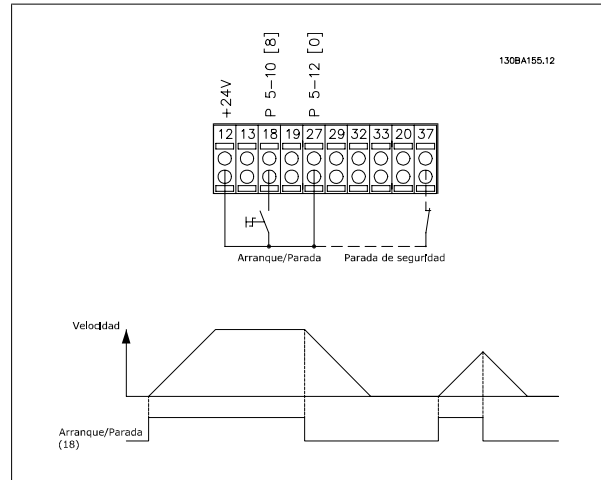 130BA155.12
+24V
P 5-10 [8]
P 5-12 [0]
12 13 18 19 27 29 32 33 20 37
Arranque/Parada
Parada de seguridad
Velocidad
Arranque/Parada
(18)